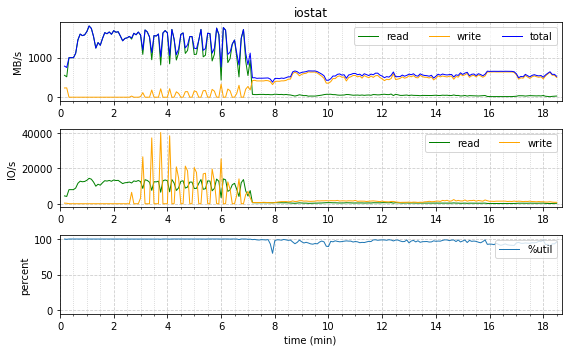 iostat
MB/s
1000
0
read write total
0 2 4 6 8 10 12 14 16 18
IO/s
40000
20000
0
read write
0 2 4 6 8 10 12 14 16 18
percent
100
50
0
%util
0 2 4 6 8 10 12 14 16 18
time (min)